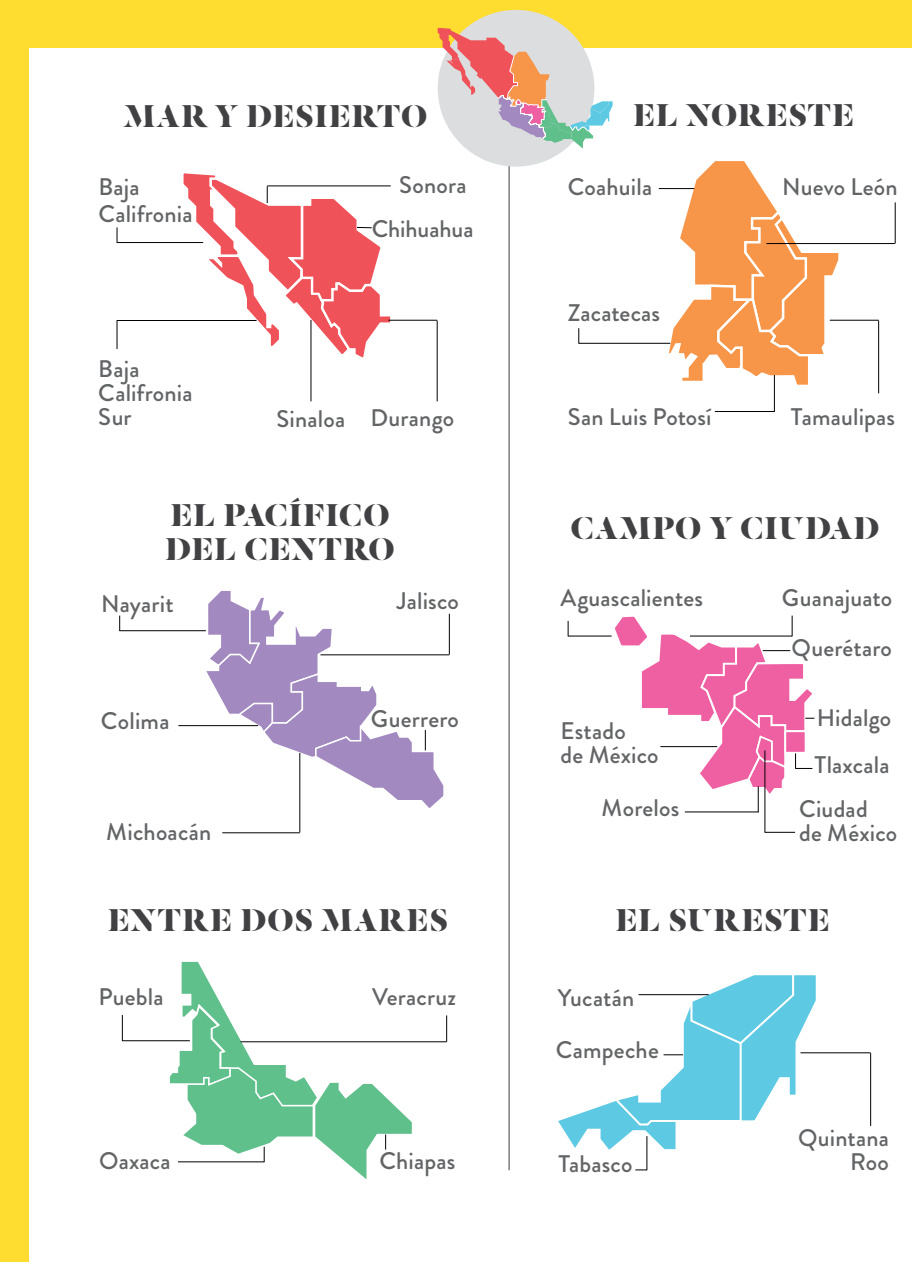 MAR Y DESIERTO
Baja
Califronia
Sonora
Chihuahua
Baja
Califronia
Sur
Sinaloa
Durango
EL NORESTE
Coahuila
Nuevo León
Zacatecas
San Luis Potosí
Tamaulipas
EL PACÍFICO
DEL CENTRO
Nayarit
Jalisco
Colima
Guerrero
Michoacán
CAMPO Y CIUDAD
Aguascalientes
Guanajuato
Querétaro
Hidalgo
Estado
de México
Tlaxcala
Morelos
Ciudad
de México
ENTRE DOS MARES
Puebla
Veracruz
Oaxaca
Chiapas
EL SURESTE
Yucatán
Campeche
Tabasco
Quintana
Roo